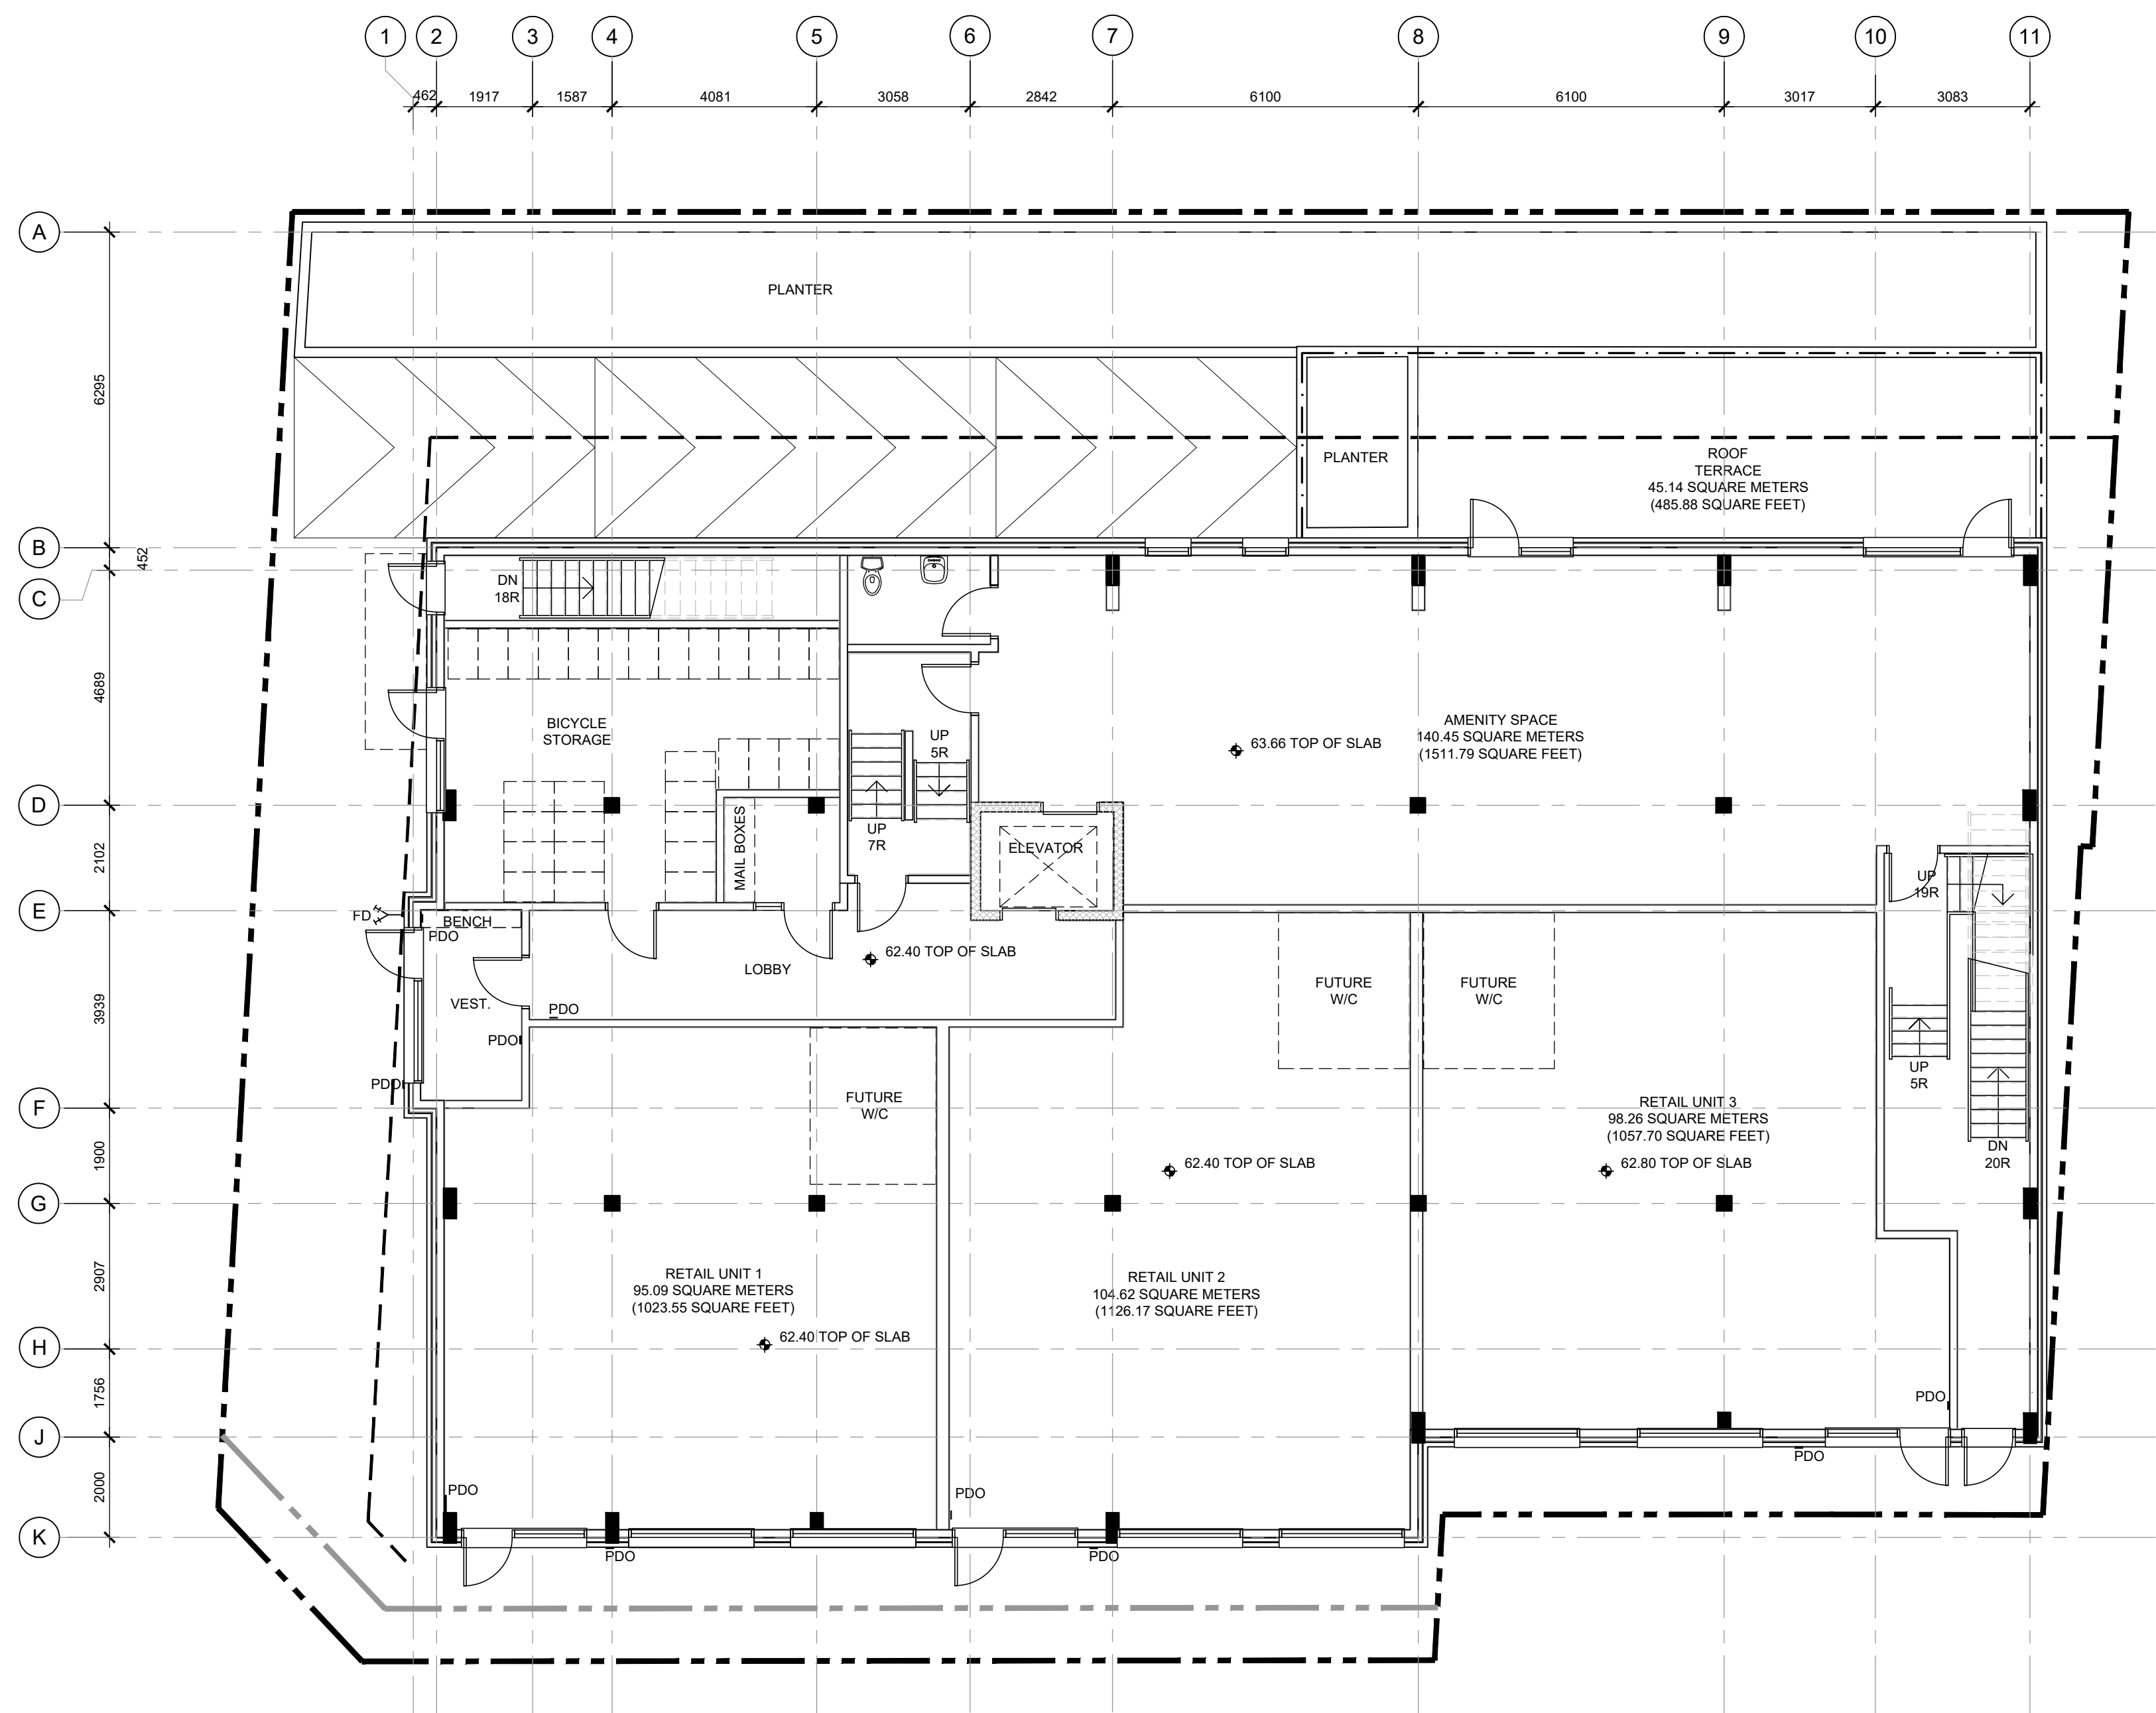 1 2 3 4 5 6 7 8 9 10 11
462 1917 1587 4081 3058 2842 6100 6100 3017 3083
A
PLANTER
6295
PLANTER
ROOF
TERRACE
45.14 SQUARE METERS
(485.88 SQUARE FEET)
B
452
C
DN
18R
4689
BICYCLE
STORAGE
UP
5R
63.66 TOP OF SLAB
AMENITY SPACE
140.45 SQUARE METERS
(1511.79 SQUARE FEET)
D
UP
7R
MAIL BOXES
ELEVATOR
2102
UP
19R
E
FD
BENCH
PDO
62.40 TOP OF SLAB
LOBBY
VEST.
PDO
FUTURE
W/C
FUTURE
W/C
3939
PDO
PDO
UP
5R
F
FUTURE
W/C
RETAIL UNIT 3
98.26 SQUARE METERS
(1057.70 SQUARE FEET)
1900
62.40 TOP OF SLAB
62.80 TOP OF SLAB
DN
20R
G
2907
RETAIL UNIT 1
95.09 SQUARE METERS
(1023.55 SQUARE FEET)
RETAIL UNIT 2
104.62 SQUARE METERS
(1126.17 SQUARE FEET)
62.40 TOP OF SLAB
H
1756
PDO
J
PDO
2000
PDO
PDO
K
PDO
PDO